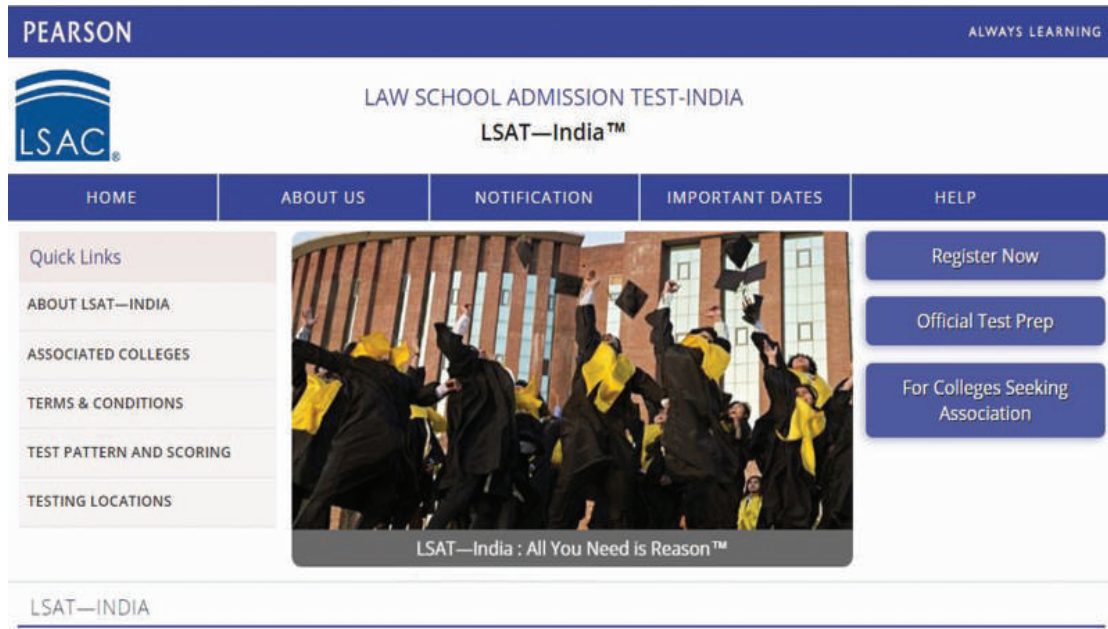 PEARSON
ALWAYS LEARNING
LSAC®
LAW SCHOOL ADMISSION TEST-INDIA
LSAT—India™
HOME
ABOUT US
NOTIFICATION
IMPORTANT DATES
HELP
Quick Links
ABOUT LSAT—INDIA
ASSOCIATED COLLEGES
TERMS & CONDITIONS
TEST PATTERN AND SCORING
TESTING LOCATIONS
LSAT—India : All You Need is Reason™
Register Now
Official Test Prep
For Colleges Seeking
Association
LSAT—INDIA